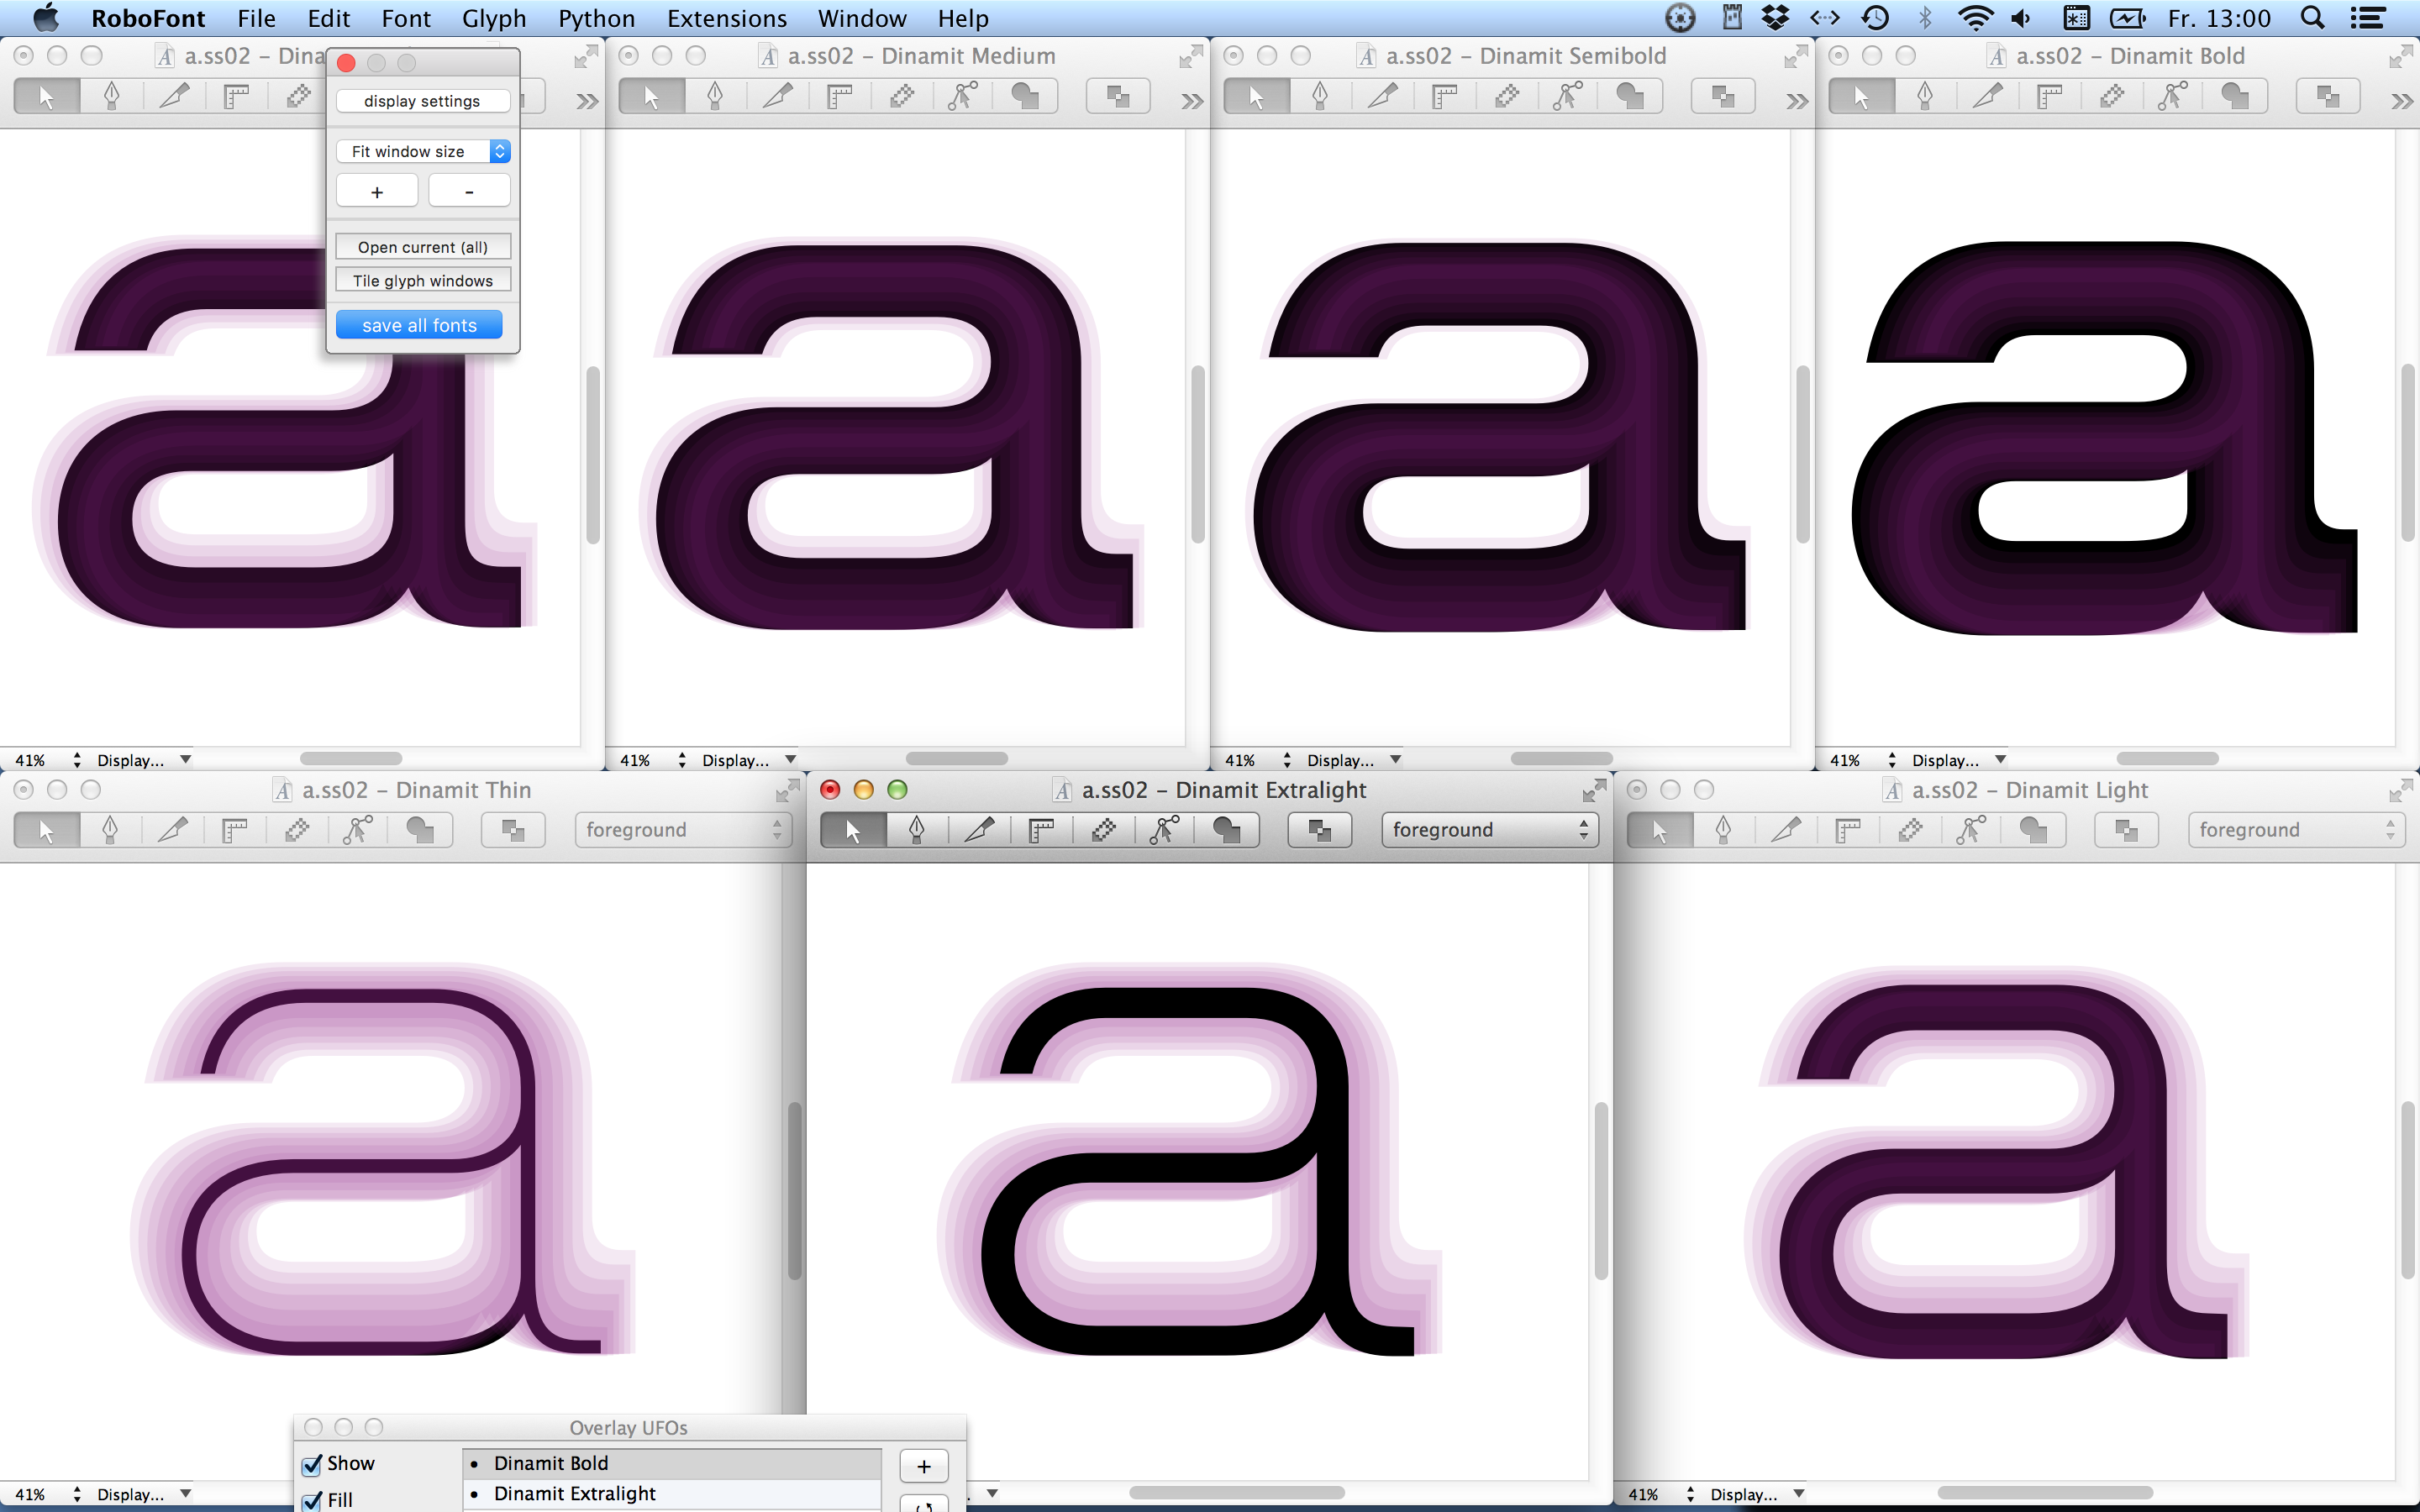 RoboFont File Edit Font Glyph Python Extensions Window Help Fr. 13:00
a.ss02 – Dina
a.ss02 – Dinamit Medium
a.ss02 – Dinamit Semibold
a.ss02 – Dinamit Bold
display settings
Fit window size
+ -
Open current (all)
Tile glyph windows
save all fonts
a a a a
41% Display...
41% Display...
41% Display...
41% Display...
a.ss02 – Dinamit Thin
a.ss02 – Dinamit Extralight
a.ss02 – Dinamit Light
foreground
foreground
foreground
a a a
Overlay UFOs
Show
Dinamit Bold
+
Fill
Dinamit Extralight
41% Display...
41% Display...